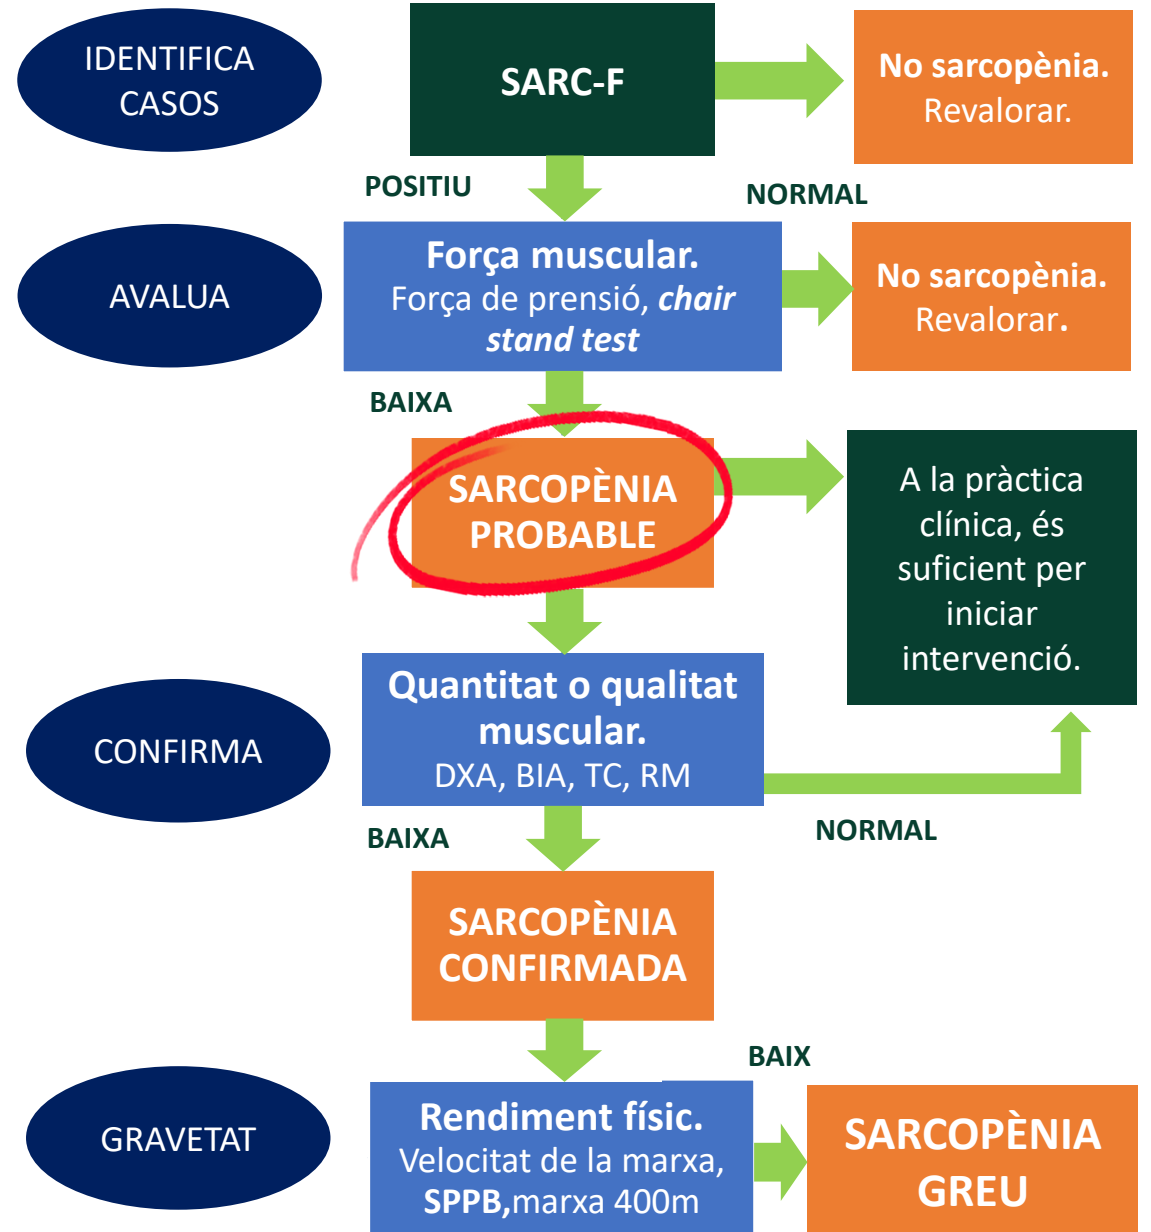 IDENTIFICA
CASOS
SARC-F
No sarcopènia.
Revalorar.
POSITIU
NORMAL
AVALUA
Força muscular.
Força de prensió, chair
stand test
No sarcopènia.
Revalorar.
BAIXA
SARCOPÈNIA
PROBABLE
A la pràctica
clínica, és
suficient per
iniciar
intervenció.
CONFIRMA
Quantitat o qualitat
muscular.
DXA, BIA, TC, RM
BAIXA
NORMAL
SARCOPÈNIA
CONFIRMADA
GRAVETAT
Rendiment físic.
Velocitat de la marxa,
SPPB,marxa 400m
BAIX
SARCOPÈNIA
GREU